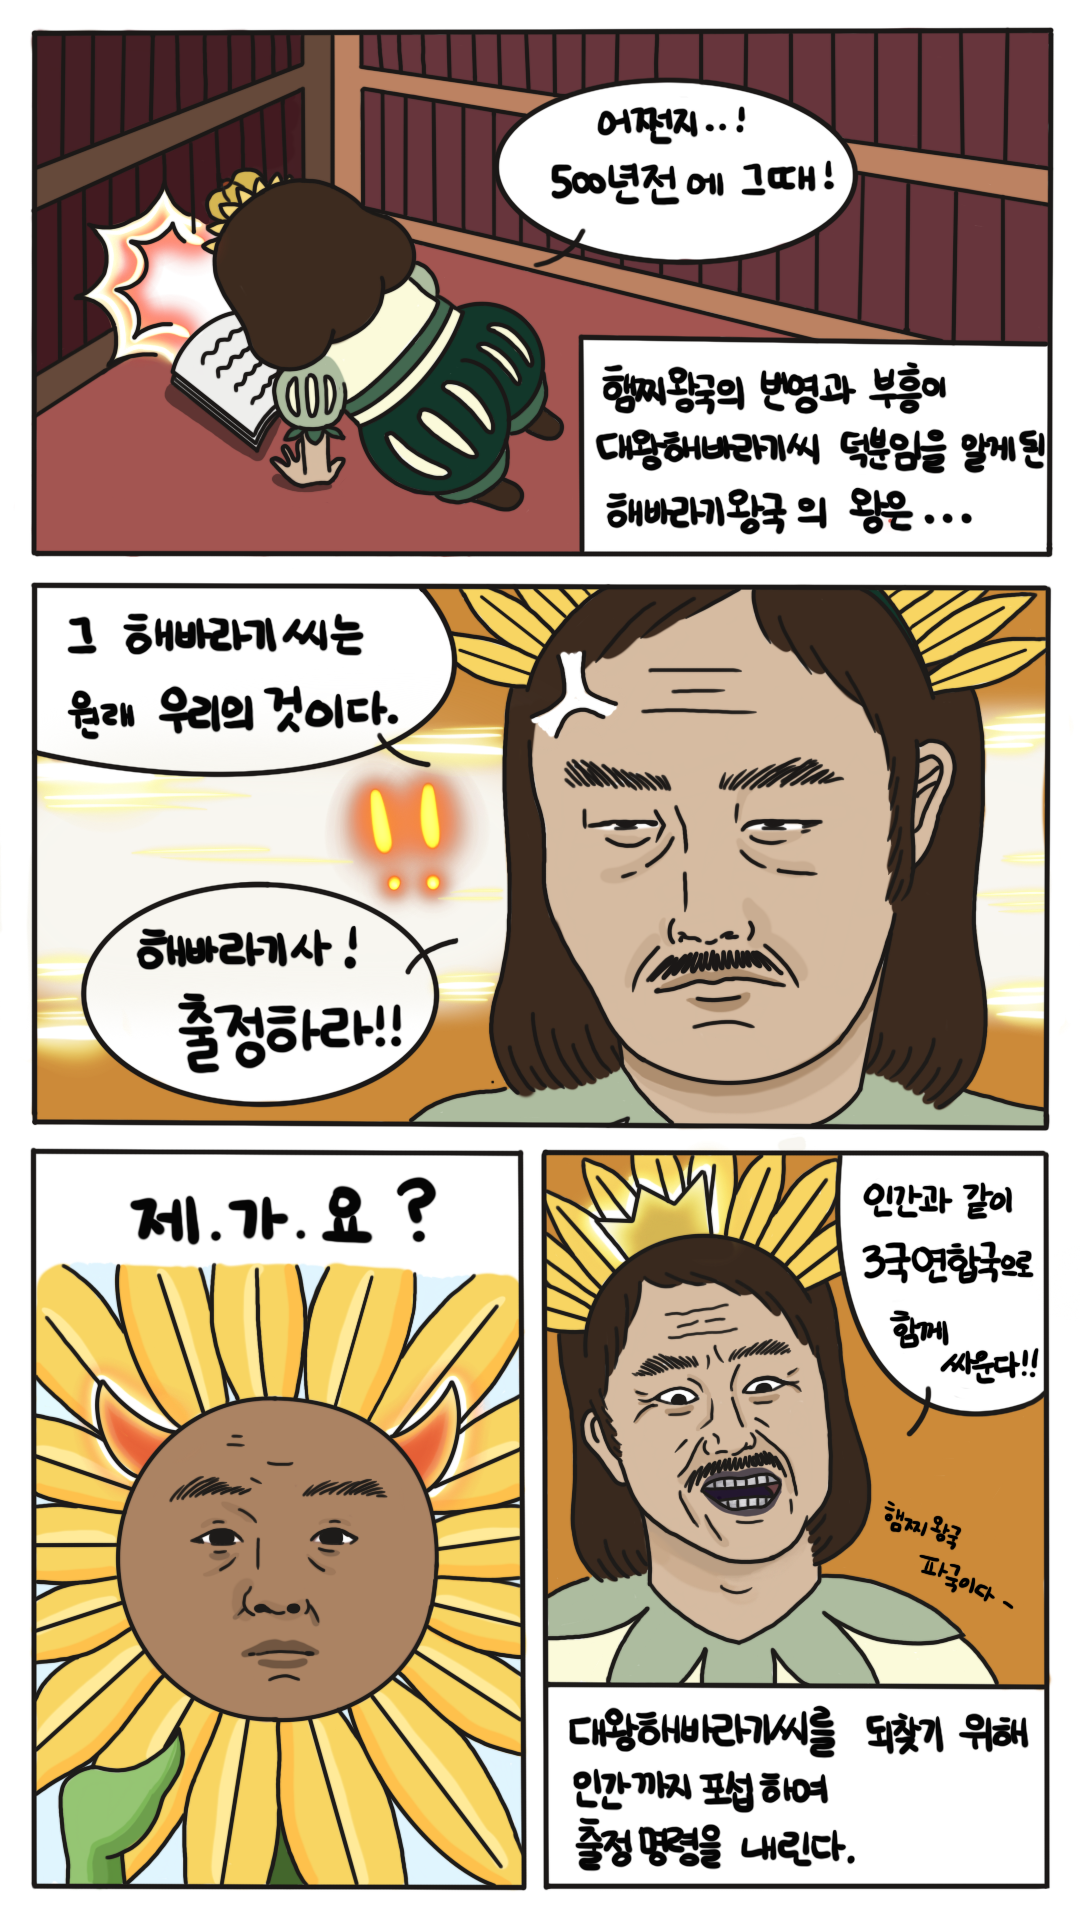 어쩐지..!
500년전에 그때!
햄찌왕국의 번영과 부흥이
대왕해바라기씨 덕분임을 알게된
해바라기왕국의 왕은...
그 해바라기씨는
원래 우리의 것이다.
!!
해바라기사!
출정하라!!
제.가.요?
인간과 같이
3국연합국으로
함께
싸운다!!
햄찌왕국
파국이다~
대왕해바라기씨를 되찾기 위해
인간까지 포섭하여
출정명령을 내린다.